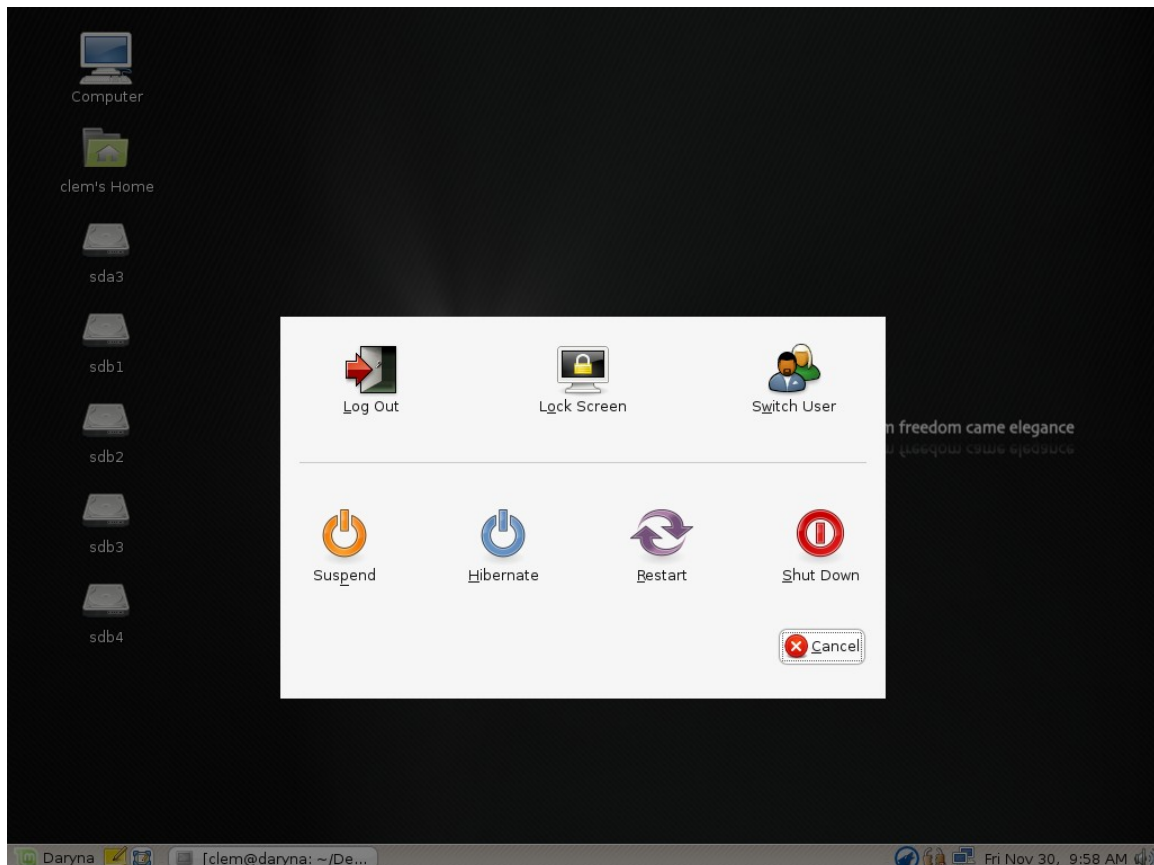 Computer
clem's Home
sda3
sdb1
sdb2
sdb3
sdb4
Log Out
Lock Screen
Switch User
freedom came elegance
Suspend
Hibernate
Restart
Shut Down
Cancel
Daryna
[clem@daryna: ~/De...
Fri Nov 30, 9:58 AM